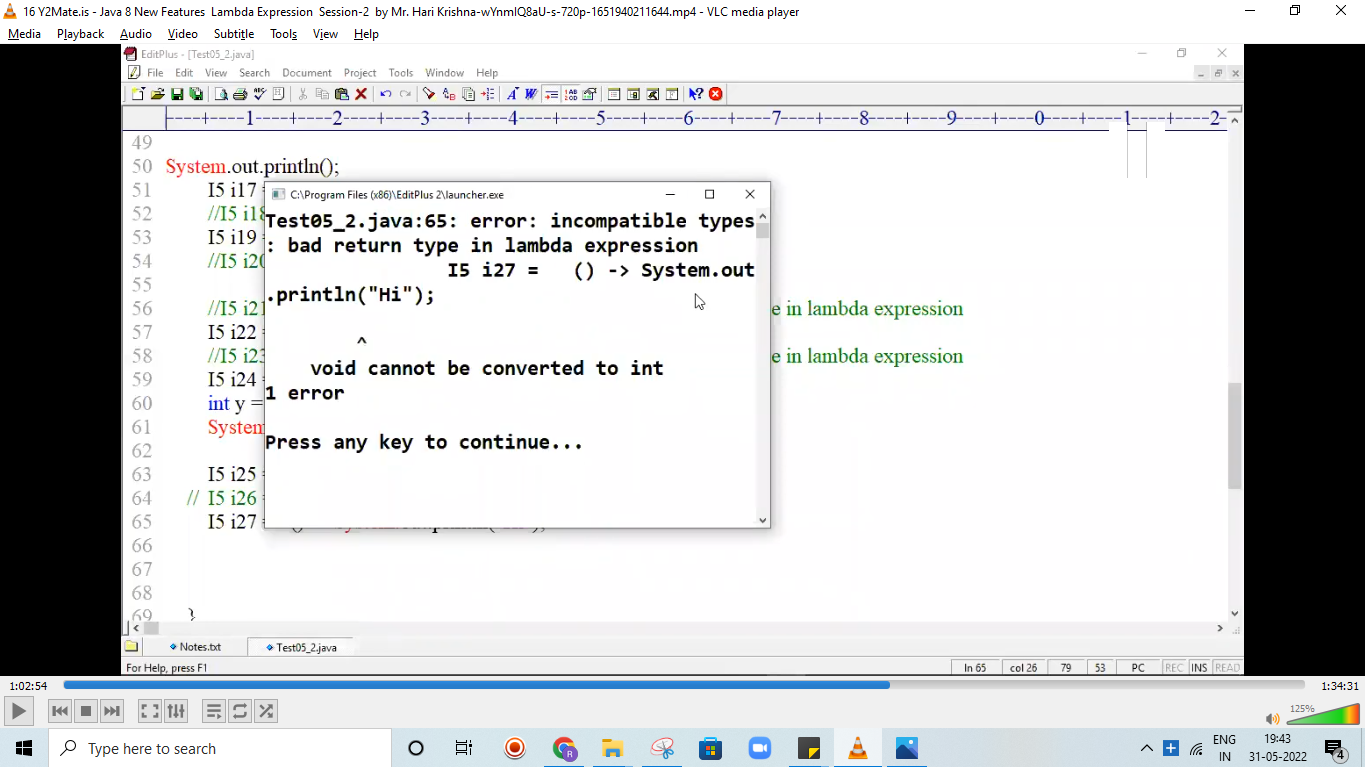 16 Y2Mate.is - Java 8 New Features Lambda Expression Session-2 by Mr. Hari Krishna-wYnmIQ8aU-s-720p-1651940211644.mp4 - VLC media player
Media Playback Audio Video Subtitle Tools View Help
EditPlus - [Test05_2.java]
File Edit View Search Document Project Tools Window Help
----+----1----+----2----+----3----+----4----+----5----+----6----+----7----+----8----+----9----+----0----+----1----+----2-
49
50 System.out.println();
51 I5 i17 =
52 //I5 i18
53 I5 i19 =
54 //I5 i20
55
56 //I5 i21 e in lambda expression
57 I5 i22 =
58 //I5 i23 e in lambda expression
59 I5 i24 =
60 int y =
61 System
62
63 I5 i25 =
64 // I5 i26 =
65 I5 i27 =
66
67
68
69 }
C:\Program Files (x86)\EditPlus 2\launcher.exe
Test05_2.java:65: error: incompatible types
: bad return type in lambda expression
I5 i27 = () -> System.out
.println("Hi");
^
void cannot be converted to int
1 error
Press any key to continue...
Notes.txt Test05_2.java
For Help, press F1 ln 65 col 26 79 53 PC REC INS READ
1:02:54 1:34:31
125%
Type here to search
ENG 19:43
IN 31-05-2022 4